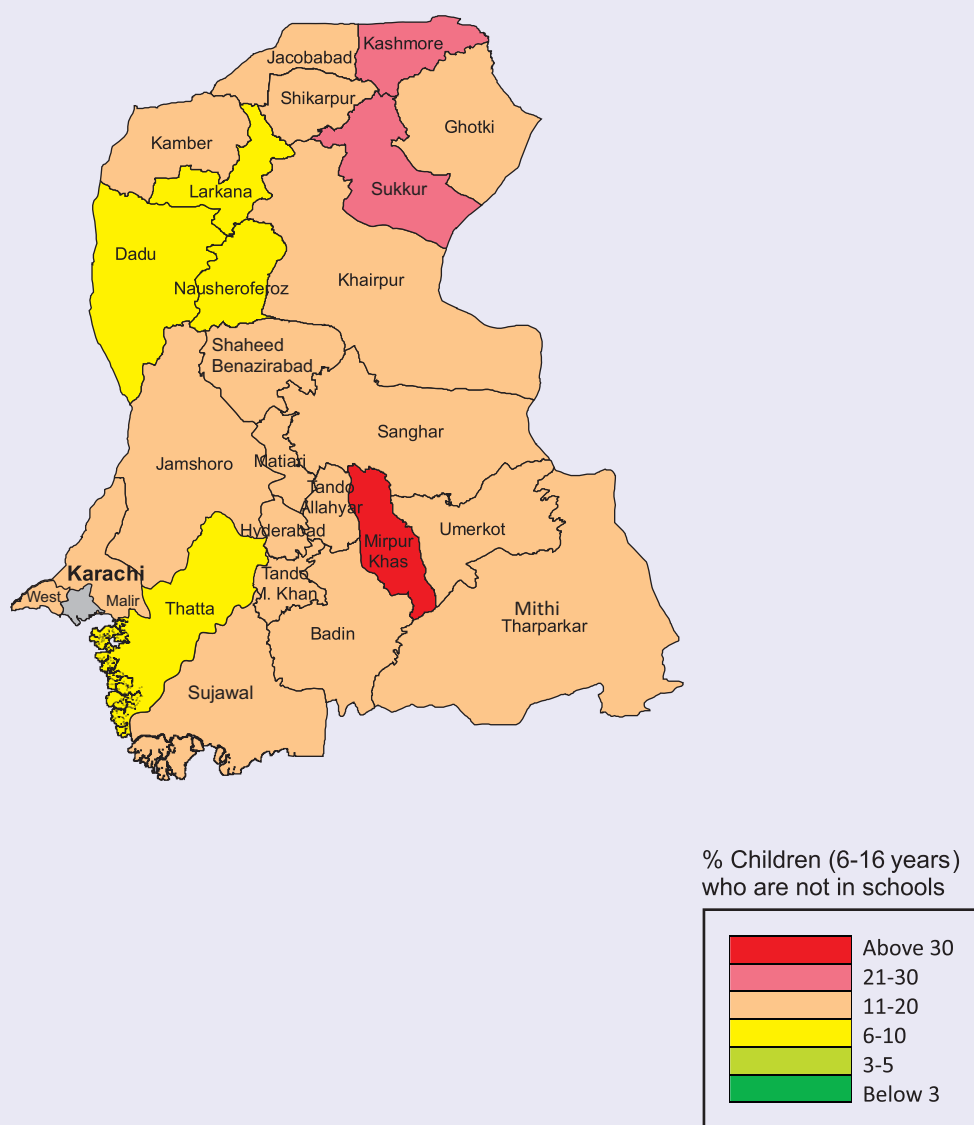 Kashmore
Jacobabad
Shikarpur
Ghotki
Kamber
Larkana
Sukkur
Dadu
Khairpur
Nausheroferoz
Shaheed
Benazirabad
Sanghar
Matiari
Jamshoro
Tando
Allahyar
Hyderabad
Umerkot
Mirpur
Khas
Karachi
Tando
M. Khan
West
Malir
Thatta
Mithi
Tharparkar
Badin
Sujawal
% Children (6-16 years)
who are not in schools
Above 30
21-30
11-20
6-10
3-5
Below 3